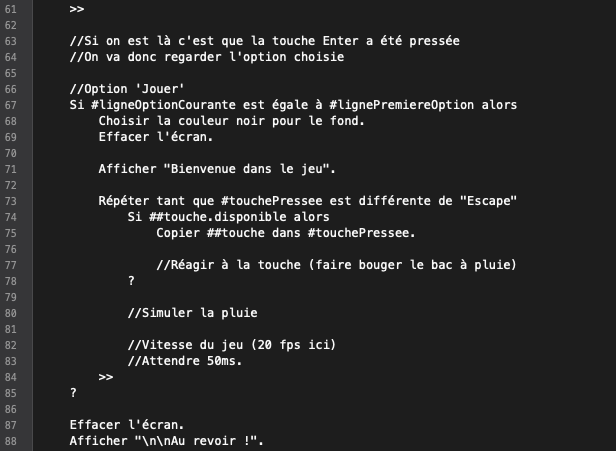 61 >>
62
63 //Si on est là c'est que la touche Enter a été pressée
64 //On va donc regarder l'option choisie
65
66 //Option 'Jouer'
67 Si #ligneOptionCourante est égale à #lignePremiereOption alors
68 Choisir la couleur noir pour le fond.
69 Effacer l'écran.
70
71 Afficher "Bienvenue dans le jeu".
72
73 Répéter tant que #touchePressee est différente de "Escape"
74 Si ##touche.disponible alors
75 Copier ##touche dans #touchePressee.
76
77 //Réagir à la touche (faire bouger le bac à pluie)
78 ?
79
80 //Simuler la pluie
81
82 //Vitesse du jeu (20 fps ici)
83 //Attendre 50ms.
84 >>
85 ?
86
87 Effacer l'écran.
88 Afficher "\n\nAu revoir !".